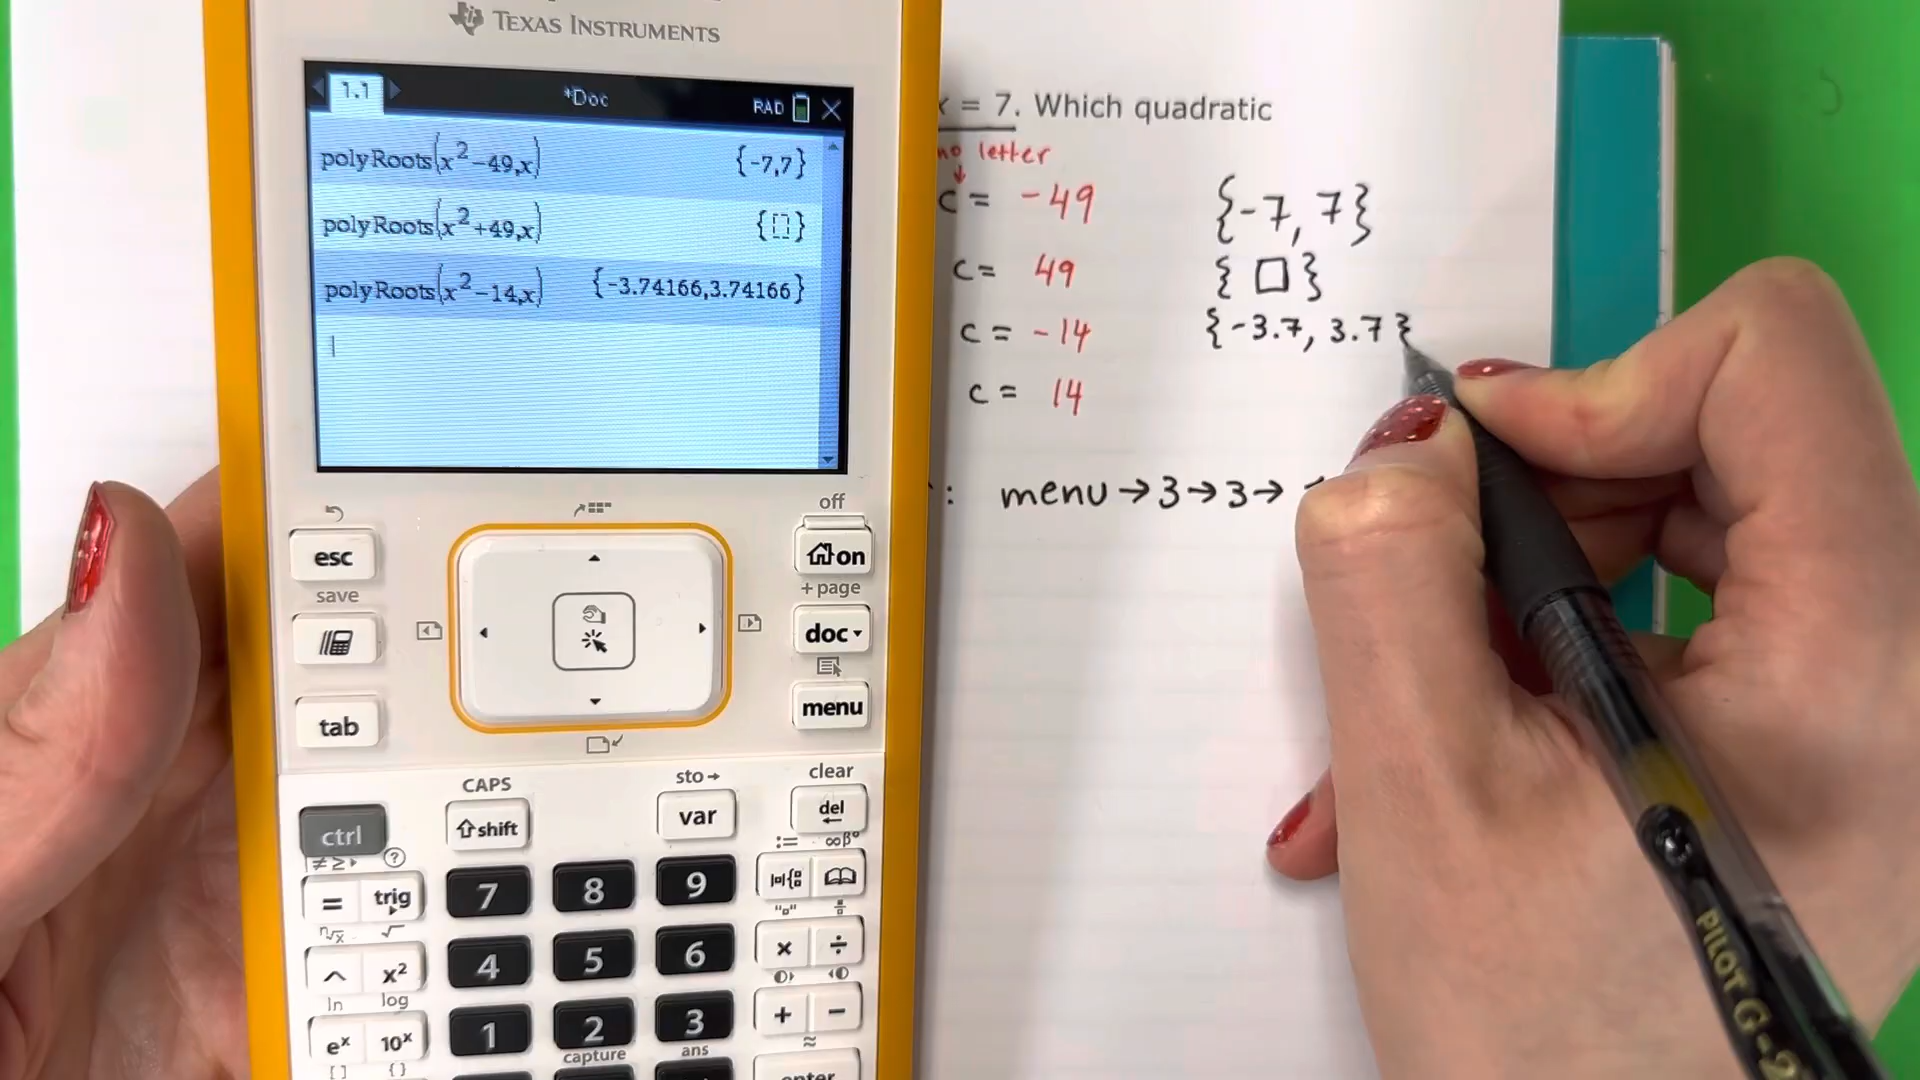 TEXAS INSTRUMENTS
1.1 *Doc RAD
polyRoots(x²-49,x) {-7,7}
polyRoots(x²+49,x) {□}
polyRoots(x²-14,x) {-3.74166,3.74166}
x = 7. Which quadratic
no letter
c = -49 {-7, 7}
c = 49 {□}
c = -14 {-3.7, 3.7}
c = 14
: menu → 3 → 3 →
off
esc on
save + page
doc
tab menu
CAPS sto→ clear
ctrl shift var del
≠≥▸ ? := ∞β°
= trig 7 8 9
ⁿ√x √
^ x² 4 5 6 × ÷
ln log
eˣ 10ˣ 1 2 3 + −
capture ans ≈
[ ] { } enter
PILOT G-2